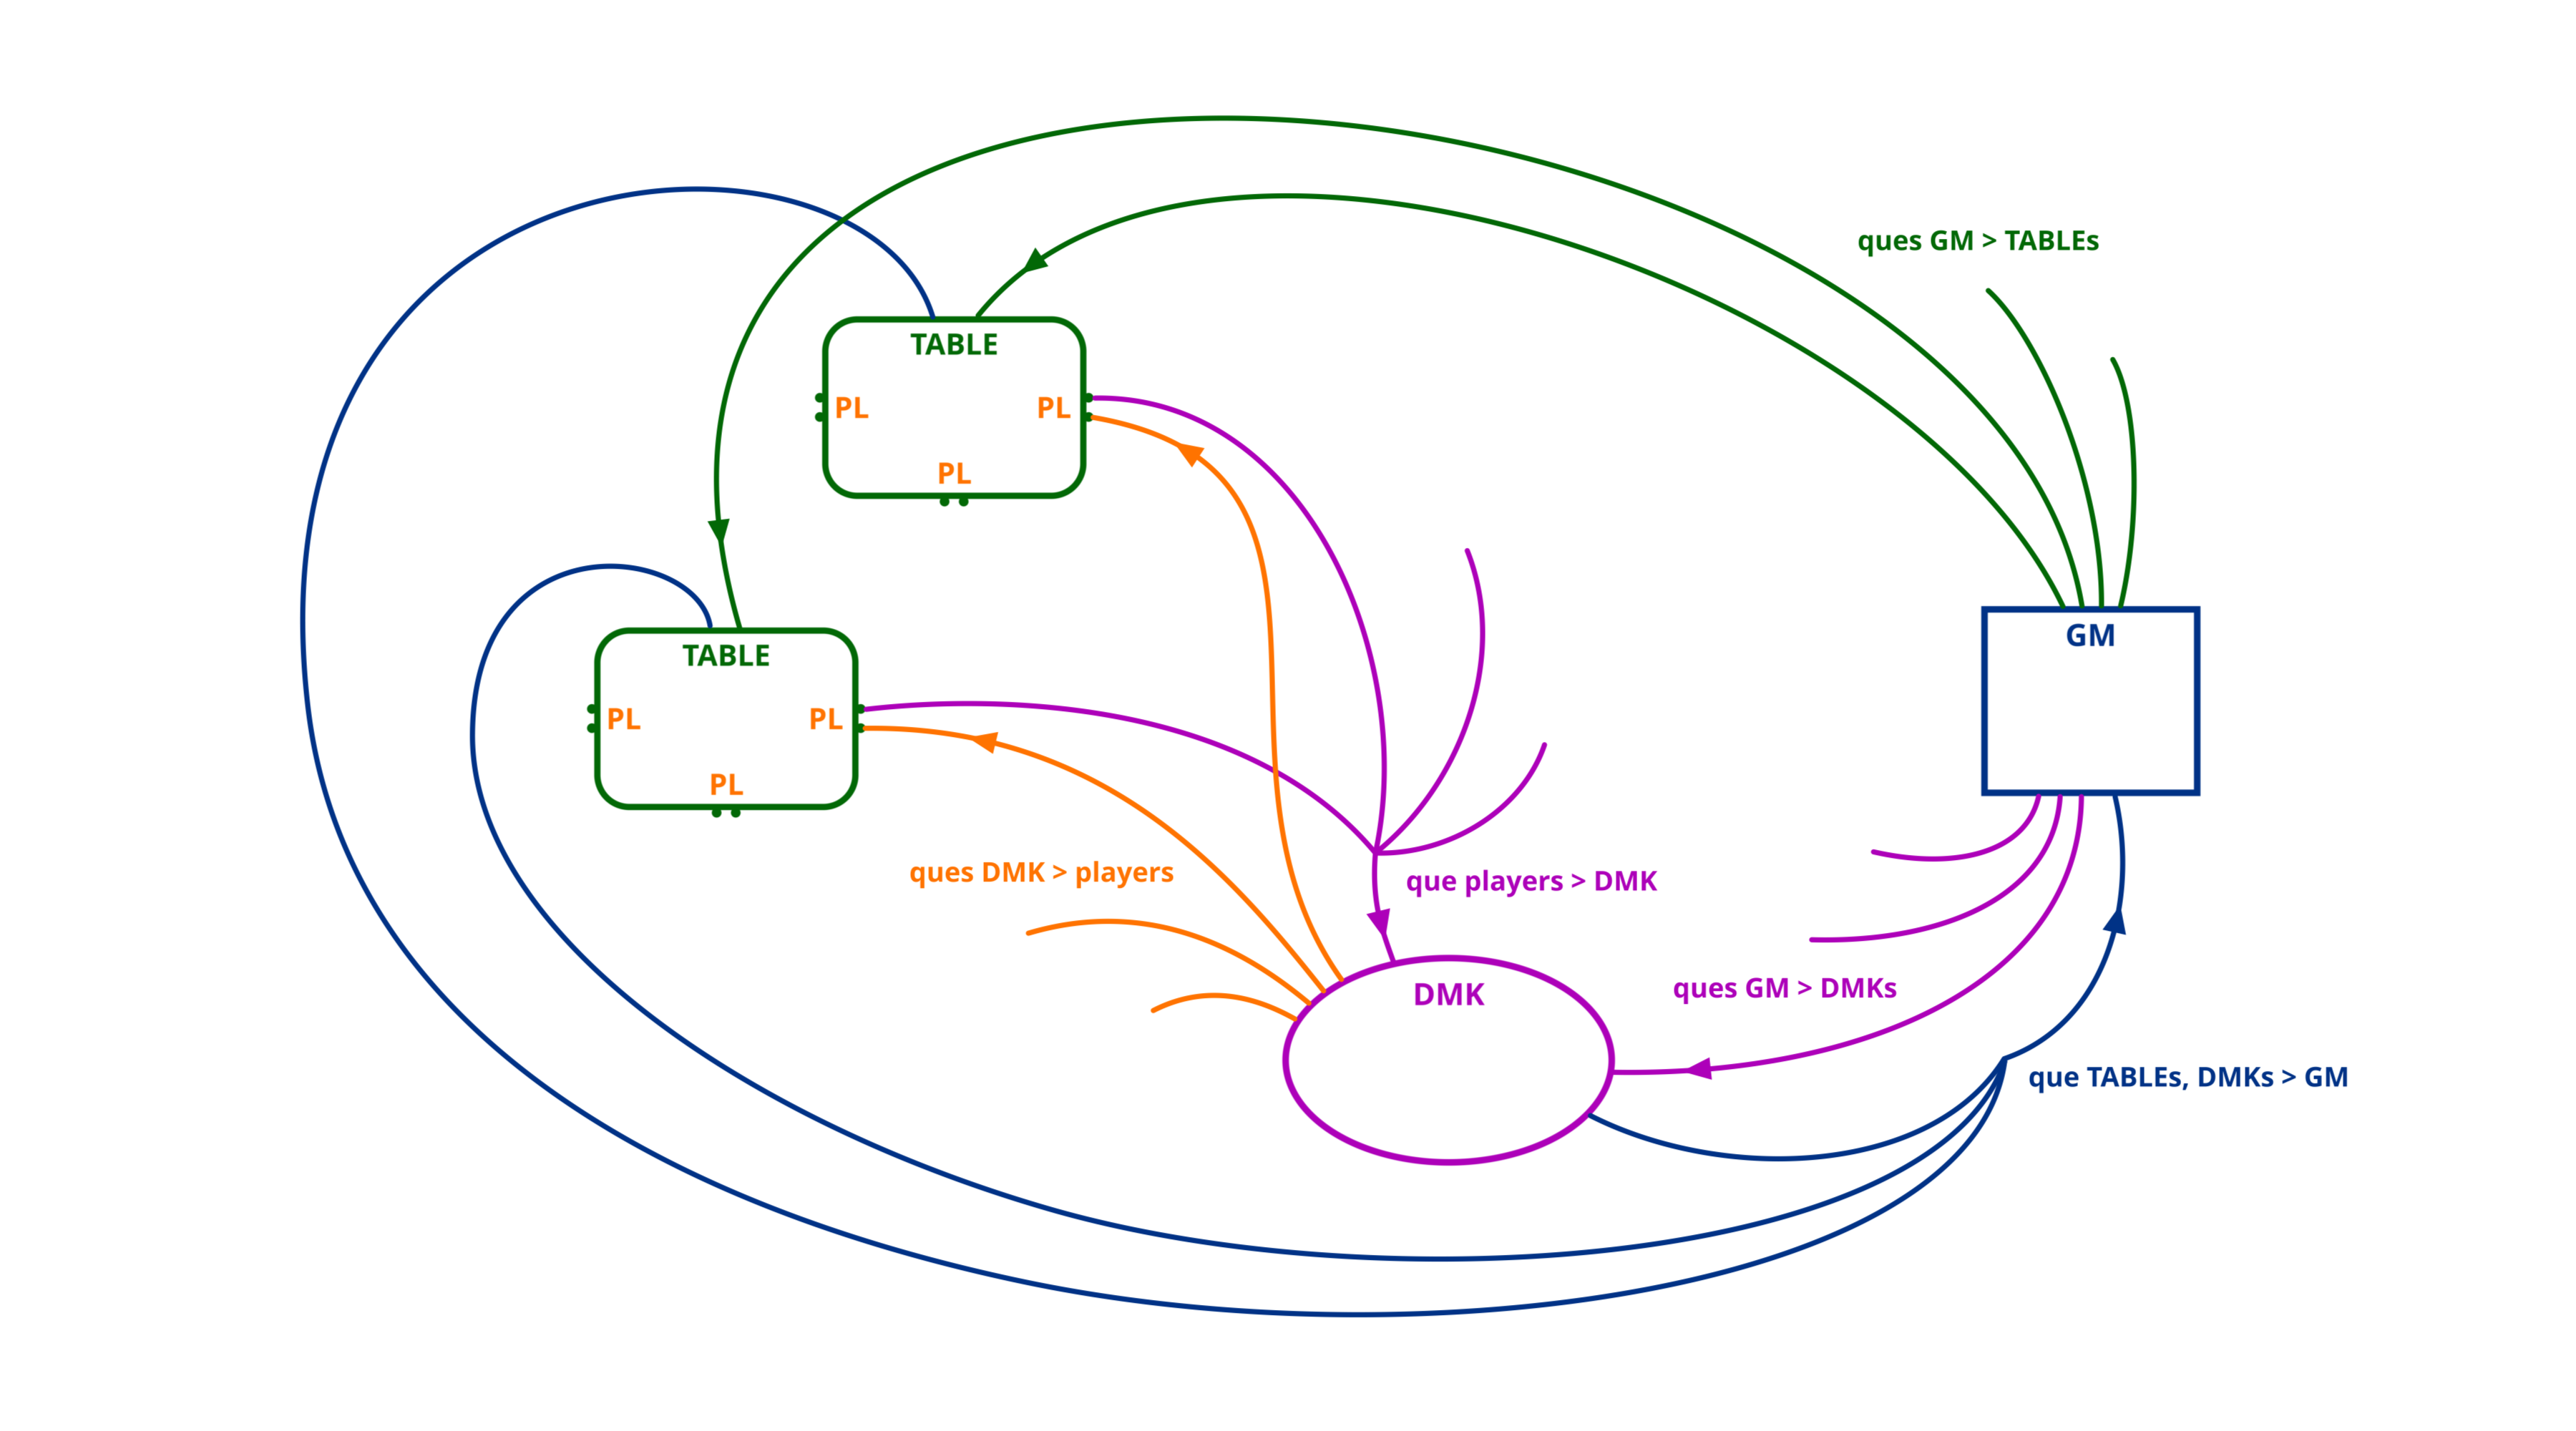 ques GM > TABLEs
TABLE
PL
PL
PL
GM
TABLE
PL
PL
PL
ques DMK > players
que players > DMK
DMK
ques GM > DMKs
que TABLEs, DMKs > GM